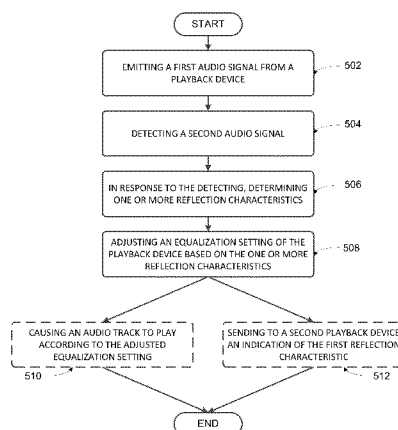 START
EMITTING A FIRST AUDIO SIGNAL FROM A
PLAYBACK DEVICE
502
DETECTING A SECOND AUDIO SIGNAL
504
IN RESPONSE TO THE DETECTING, DETERMINING
ONE OR MORE REFLECTION CHARACTERISTICS
506
ADJUSTING AN EQUALIZATION SETTING OF THE
PLAYBACK DEVICE BASED ON THE ONE OR MORE
REFLECTION CHARACTERISTICS
508
CAUSING AN AUDIO TRACK TO PLAY
ACCORDING TO THE ADJUSTED
EQUALIZATION SETTING
510
SENDING TO A SECOND PLAYBACK DEVICE
AN INDICATION OF THE FIRST REFLECTION
CHARACTERISTIC
512
END